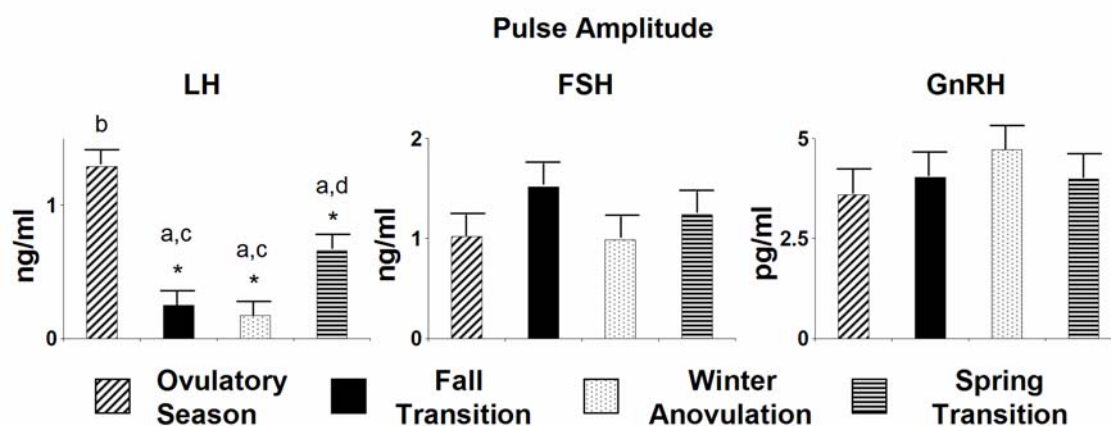 Pulse Amplitude
LH
FSH
GnRH
b
a,c
*
a,c
*
a,d
*
ng/ml
1
0
ng/ml
2
1
0
pg/ml
5
2.5
0
Ovulatory Season
Fall Transition
Winter Anovulation
Spring Transition